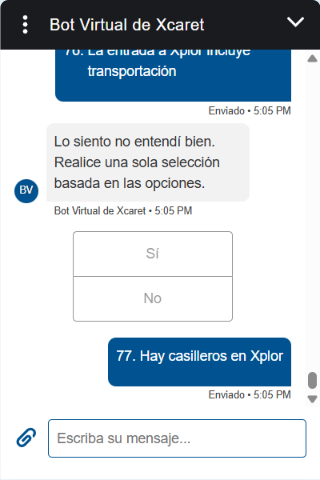 Bot Virtual de Xcaret
76. La entrada a Xplor incluye
transportación
Enviado • 5:05 PM
Lo siento no entendí bien.
Realice una sola selección
basada en las opciones.
BV
Bot Virtual de Xcaret • 5:05 PM
Sí
No
77. Hay casilleros en Xplor
Enviado • 5:05 PM
Escriba su mensaje...